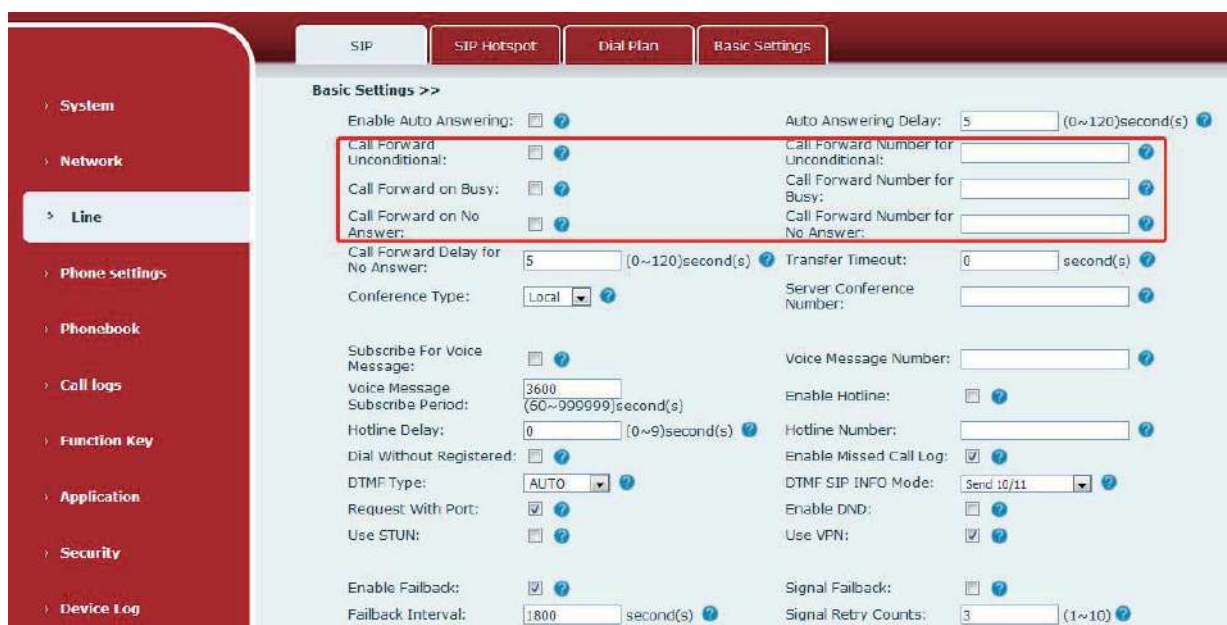 SIP
SIP Hotspot
Dial Plan
Basic Settings
System
Network
Line
Phone settings
Phonebook
Call logs
Function Key
Application
Security
Device Log
Basic Settings >>
Enable Auto Answering:
Auto Answering Delay: 5 (0~120)second(s)
Call Forward
Unconditional:
Call Forward Number for
Unconditional:
Call Forward on Busy:
Call Forward Number for
Busy:
Call Forward on No
Answer:
Call Forward Number for
No Answer:
Call Forward Delay for
No Answer:
5 (0~120)second(s)
Transfer Timeout: 0 second(s)
Conference Type: Local
Server Conference
Number:
Subscribe For Voice
Message:
Voice Message Number:
Voice Message
Subscribe Period:
3600
(60~999999)second(s)
Enable Hotline:
Hotline Delay: 0 (0~9)second(s)
Hotline Number:
Dial Without Registered:
Enable Missed Call Log:
DTMF Type: AUTO
DTMF SIP INFO Mode: Send 10/11
Request With Port:
Enable DND:
Use STUN:
Use VPN:
Enable Failback:
Signal Failback:
Failback Interval: 1800 second(s)
Signal Retry Counts: 3 (1~10)